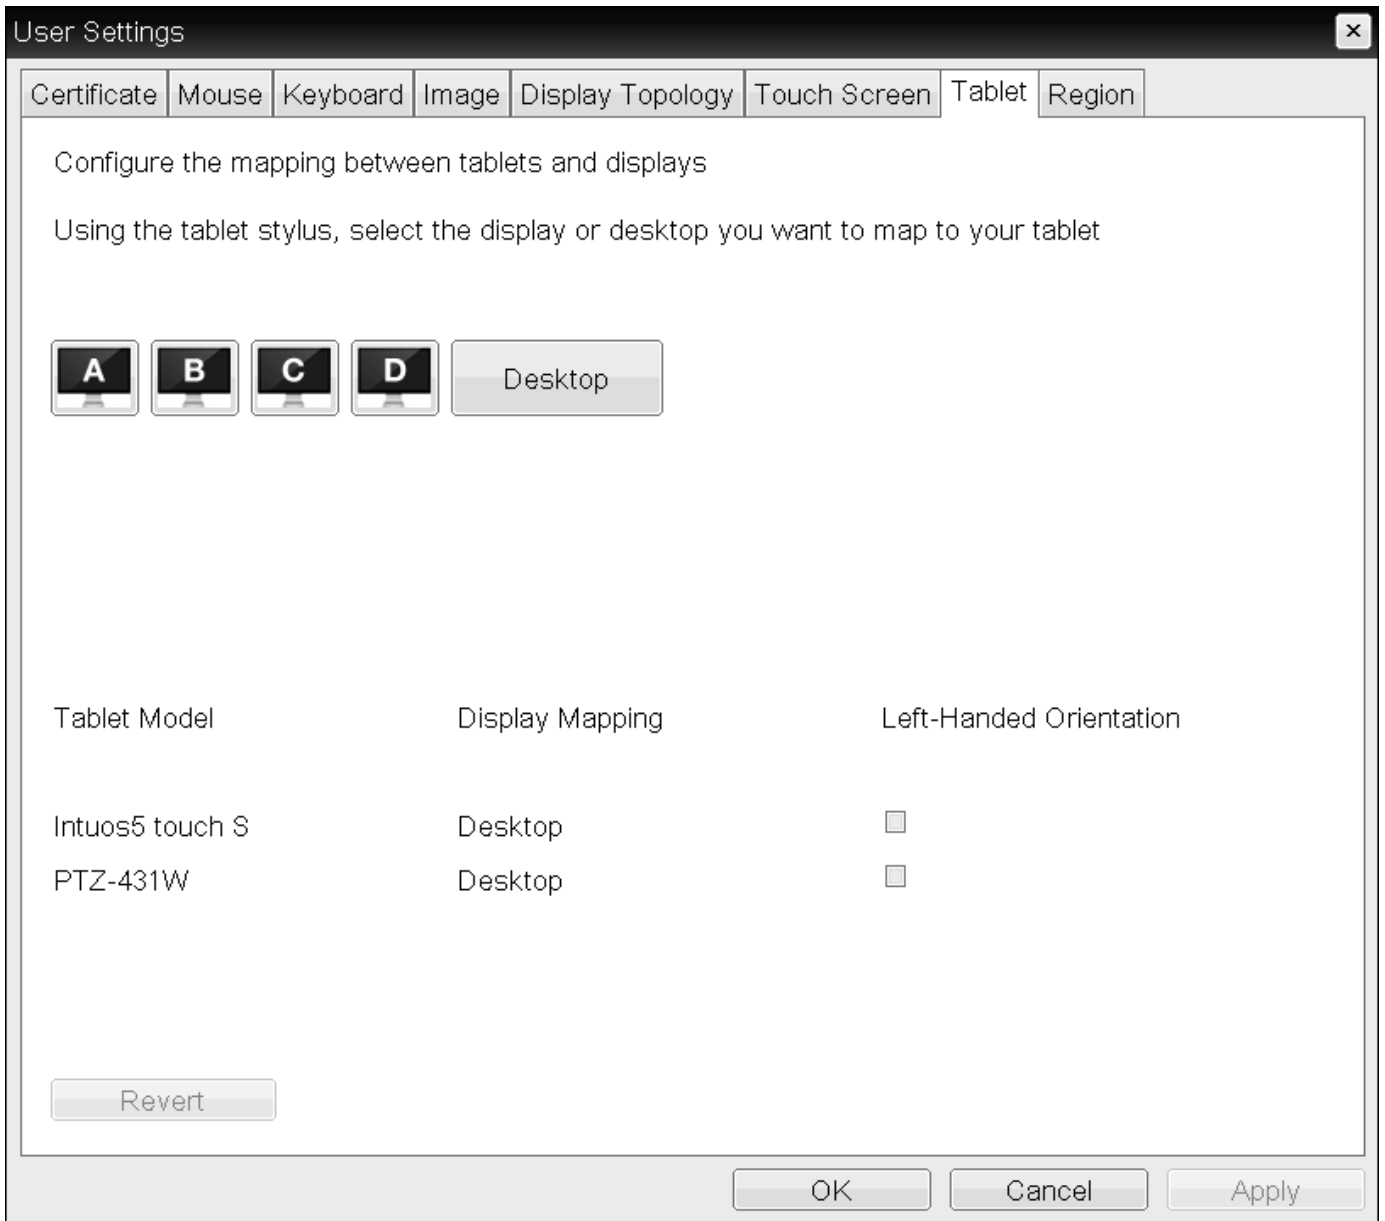 User Settings
Certificate Mouse Keyboard Image Display Topology Touch Screen Tablet Region
Configure the mapping between tablets and displays
Using the tablet stylus, select the display or desktop you want to map to your tablet
A B C D Desktop
Tablet Model Display Mapping Left-Handed Orientation
Intuos5 touch S Desktop
PTZ-431W Desktop
Revert
OK Cancel Apply